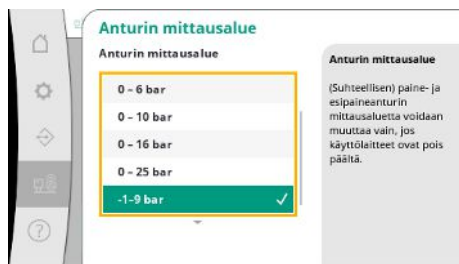 Anturin mittausalue
Anturin mittausalue
0 – 6 bar
0 – 10 bar
0 – 16 bar
0 – 25 bar
-1–9 bar
Anturin mittausalue
(Suhteellisen) paine- ja
esipaineanturin
mittausaluetta voidaan
muuttaa vain, jos
käyttölaitteet ovat pois
päältä.